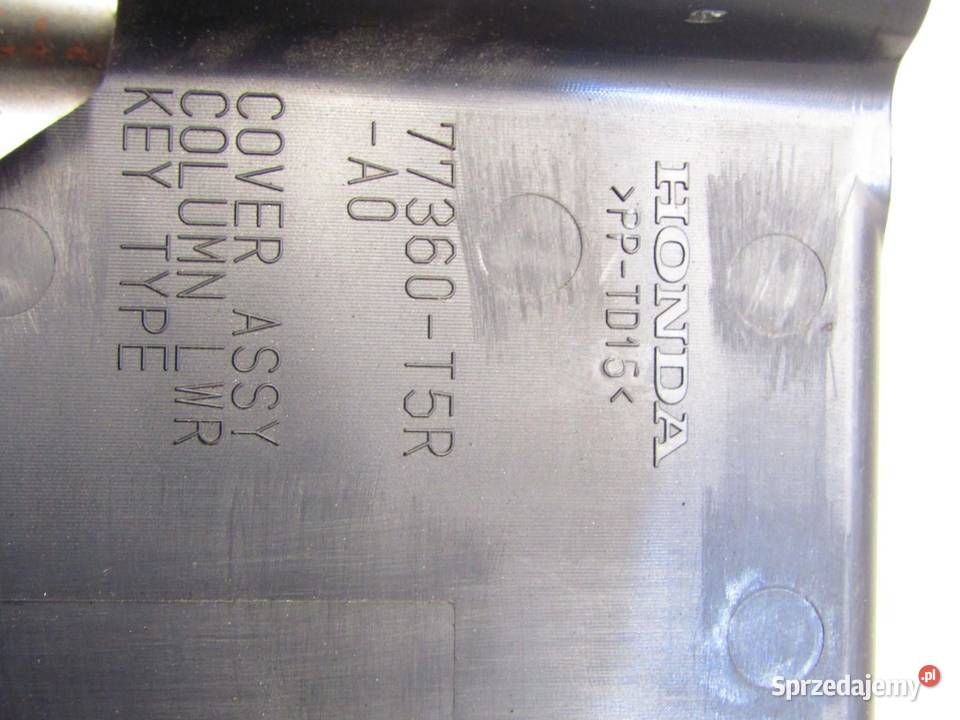 HONDA
>PP-TD15<
77360-T5R
-A0
COVER ASSY
COLUMN LWR
KEY TYPE
Sprzedajemy.pl